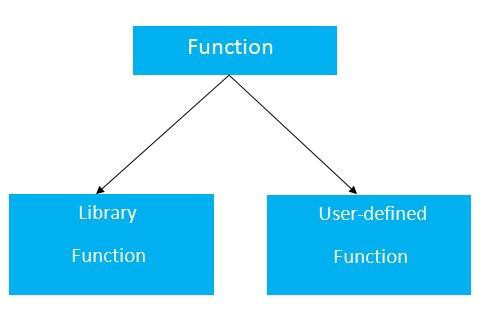 Function
Library
Function
User-defined
Function